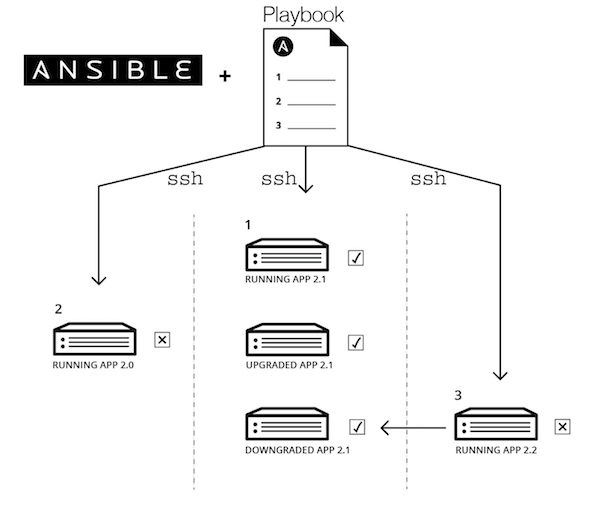 Playbook
ANSIBLE +
A
1
2
3
ssh ssh ssh
1
RUNNING APP 2.1
2
RUNNING APP 2.0
UPGRADED APP 2.1
3
DOWNGRADED APP 2.1
RUNNING APP 2.2